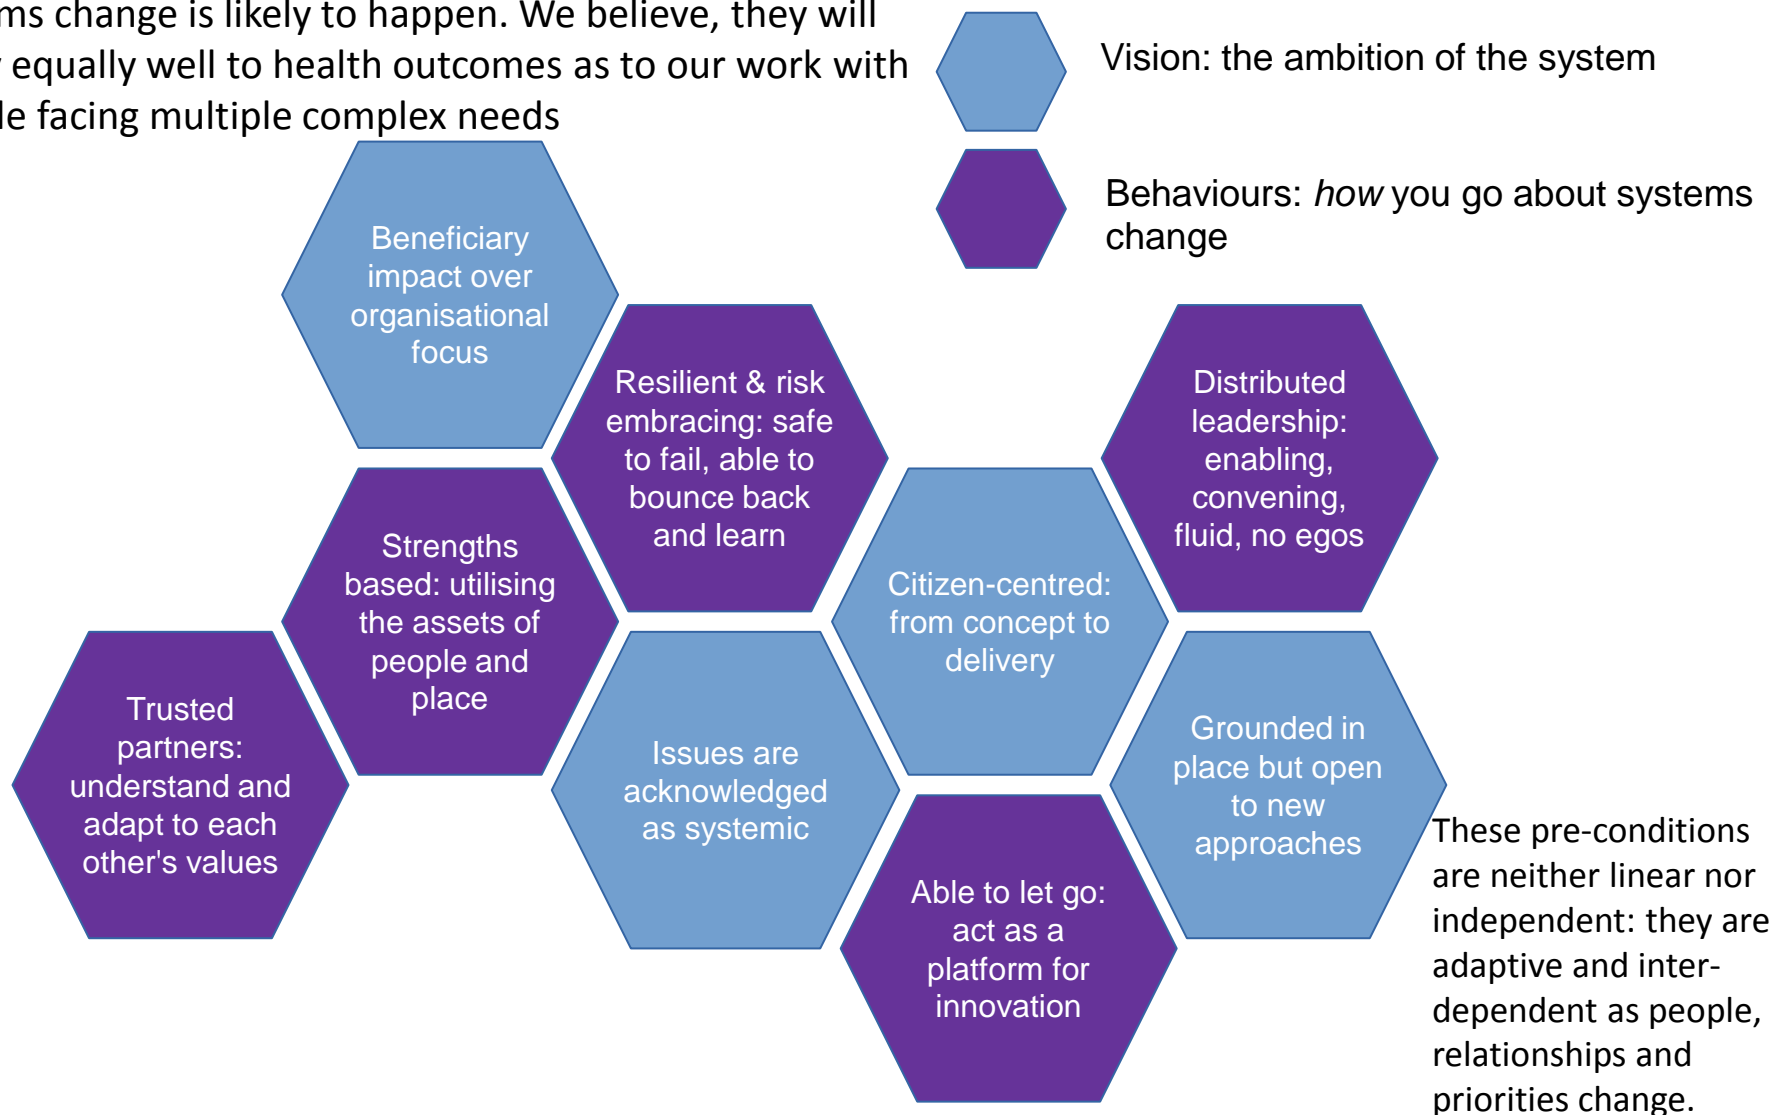 change is likely to happen. We believe, they will
equally well to health outcomes as to our work with
facing multiple complex needs
Vision: the ambition of the system
Behaviours: how you go about systems
change
Beneficiary
impact over
organisational
focus
Resilient & risk
embracing: safe
to fail, able to
bounce back
and learn
Distributed
leadership:
enabling,
convening,
fluid, no egos
Strengths
based: utilising
the assets of
people and
place
Citizen-centred:
from concept to
delivery
Trusted
partners:
understand and
adapt to each
other's values
Issues are
acknowledged
as systemic
Grounded in
place but open
to new
approaches
Able to let go:
act as a
platform for
innovation
These pre-conditions
are neither linear nor
independent: they are
adaptive and inter-
dependent as people,
relationships and
priorities change.